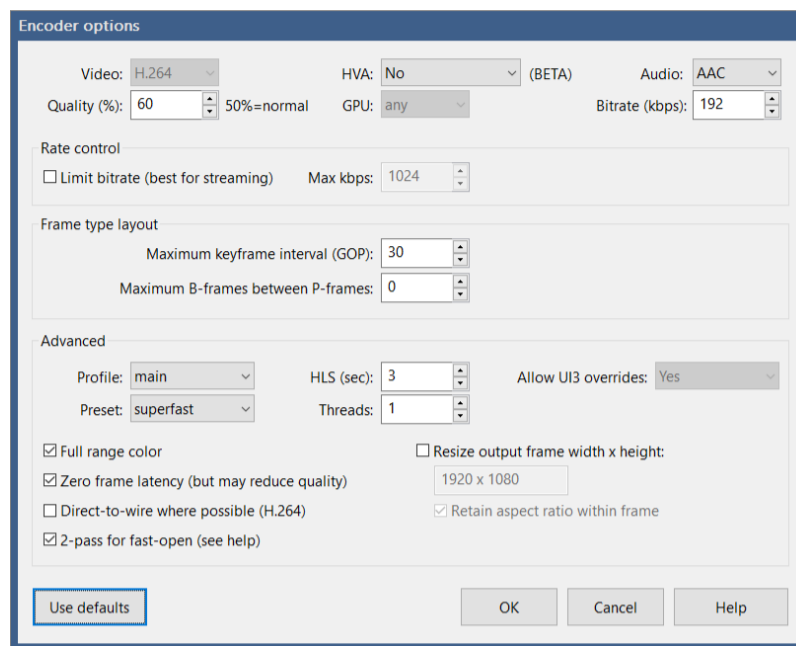 Encoder options
Video: H.264 HVA: No (BETA) Audio: AAC
Quality (%): 60 50%=normal GPU: any Bitrate (kbps): 192
Rate control
Limit bitrate (best for streaming) Max kbps: 1024
Frame type layout
Maximum keyframe interval (GOP): 30
Maximum B-frames between P-frames: 0
Advanced
Profile: main HLS (sec): 3 Allow UI3 overrides: Yes
Preset: superfast Threads: 1
Full range color Resize output frame width x height:
Zero frame latency (but may reduce quality) 1920 x 1080
Direct-to-wire where possible (H.264) Retain aspect ratio within frame
2-pass for fast-open (see help)
Use defaults OK Cancel Help